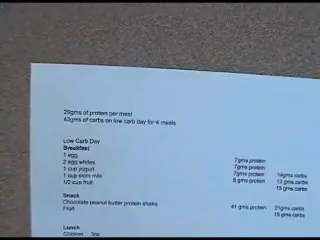 29gms of protein per meal
43gms of carbs on low carb day for 4 meals
Low Carb Day
Breakfast
1 egg 7gms protein
2 egg whites 7gms protein
1 cup yogurt 7gms protein 14gms carbs
1 cup skim milk 8 gms protein 13 gms carbs
1/2 cup fruit 15 gms carbs
Snack
Chocolate peanut butter protein shake 41 gms protein 21gms carbs
Fruit 15 gms carbs
Lunch
Chicken 3oz